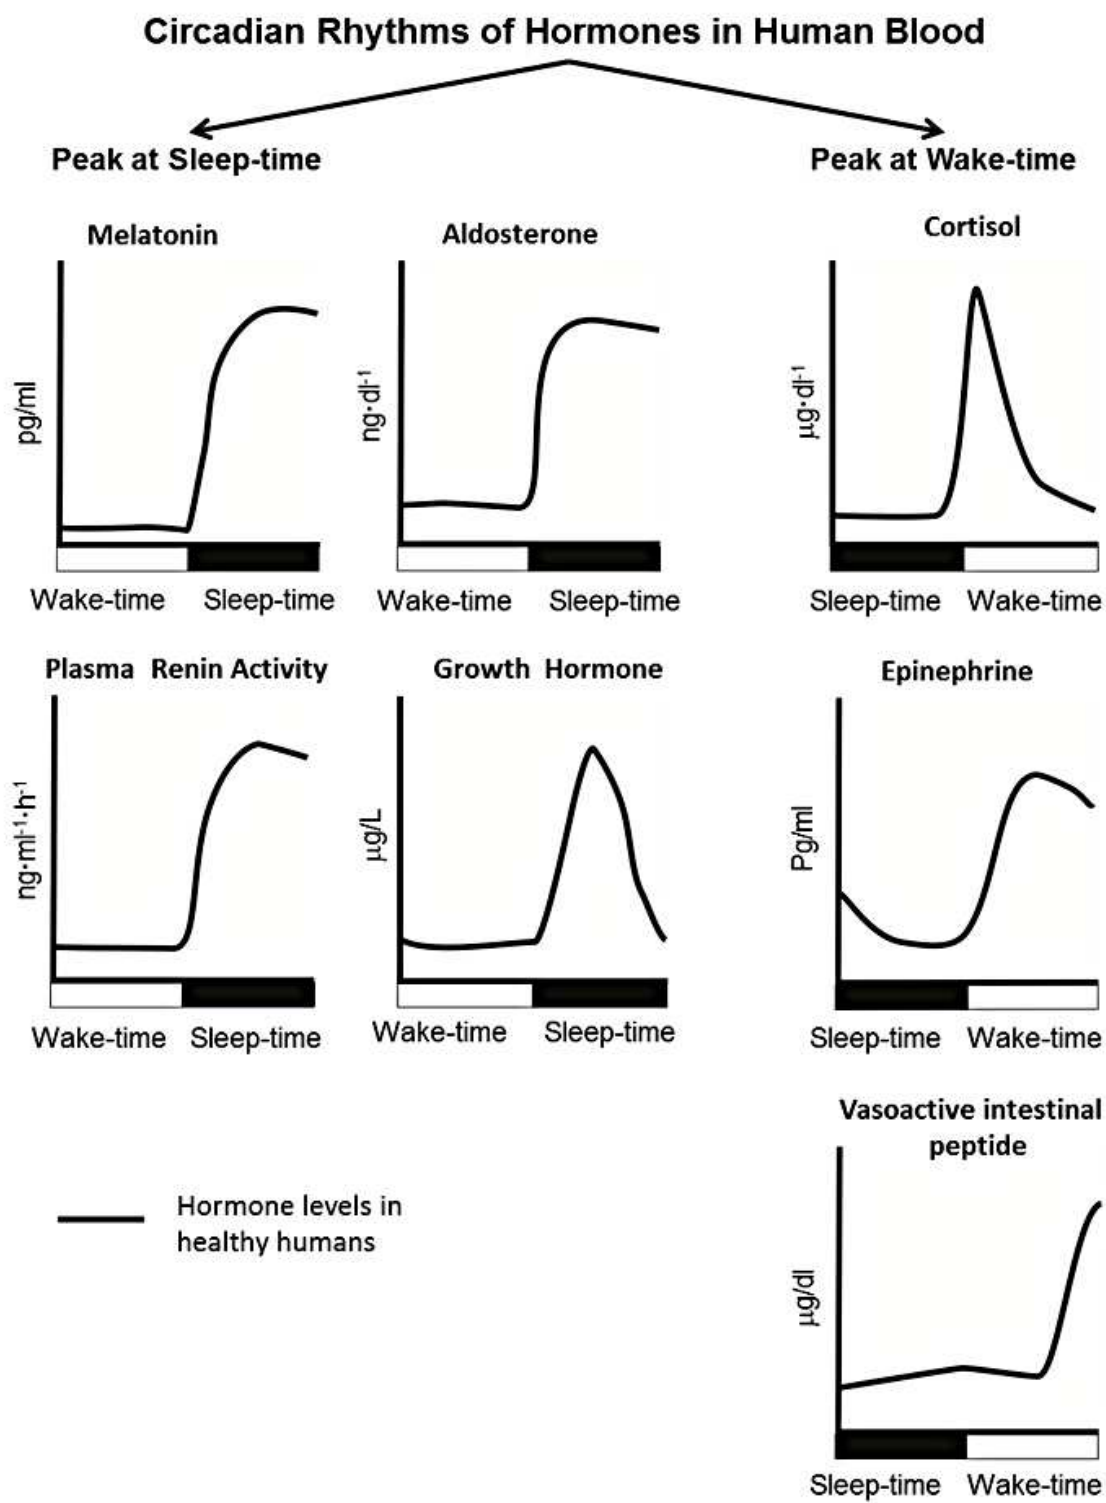 Circadian Rhythms of Hormones in Human Blood
Peak at Sleep-time
Peak at Wake-time
Melatonin
pg/ml
Wake-time Sleep-time
Aldosterone
ng·dl⁻¹
Wake-time Sleep-time
Cortisol
µg·dl⁻¹
Sleep-time Wake-time
Plasma Renin Activity
ng·ml⁻¹·h⁻¹
Wake-time Sleep-time
Growth Hormone
µg/L
Wake-time Sleep-time
Epinephrine
Pg/ml
Sleep-time Wake-time
Vasoactive intestinal
peptide
µg/dl
Sleep-time Wake-time
Hormone levels in
healthy humans